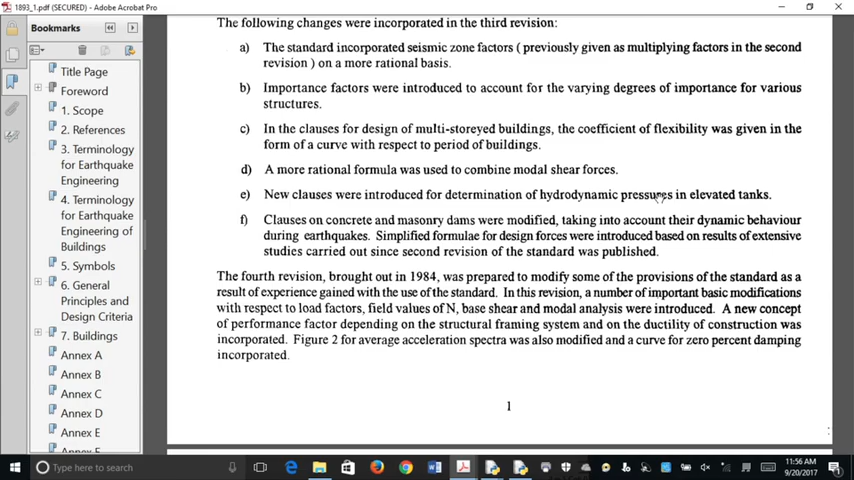 1893_1.pdf (SECURED) - Adobe Acrobat Pro
Bookmarks
Title Page
Foreword
1. Scope
2. References
3. Terminology
for Earthquake
Engineering
4. Terminology
for Earthquake
Engineering of
Buildings
5. Symbols
6. General
Principles and
Design Criteria
7. Buildings
Annex A
Annex B
Annex C
Annex D
Annex E
The following changes were incorporated in the third revision:
a) The standard incorporated seismic zone factors ( previously given as multiplying factors in the second
revision ) on a more rational basis.
b) Importance factors were introduced to account for the varying degrees of importance for various
structures.
c) In the clauses for design of multi-storeyed buildings, the coefficient of flexibility was given in the
form of a curve with respect to period of buildings.
d) A more rational formula was used to combine modal shear forces.
e) New clauses were introduced for determination of hydrodynamic pressures in elevated tanks.
f) Clauses on concrete and masonry dams were modified, taking into account their dynamic behaviour
during earthquakes. Simplified formulae for design forces were introduced based on results of extensive
studies carried out since second revision of the standard was published.
The fourth revision, brought out in 1984, was prepared to modify some of the provisions of the standard as a
result of experience gained with the use of the standard. In this revision, a number of important basic modifications
with respect to load factors, field values of N, base shear and modal analysis were introduced. A new concept
of performance factor depending on the structural framing system and on the ductility of construction was
incorporated. Figure 2 for average acceleration spectra was also modified and a curve for zero percent damping
incorporated.
1
Type here to search
11:56 AM
9/20/2017